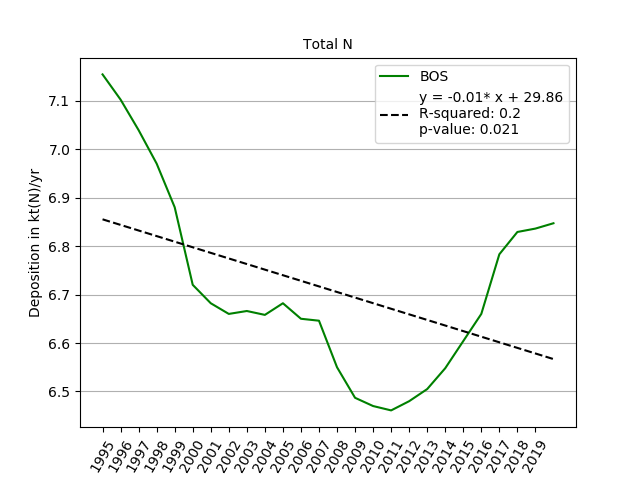 Total N
BOS
y = -0.01* x + 29.86
R-squared: 0.2
p-value: 0.021
Deposition in kt(N)/yr
7.1
7.0
6.9
6.8
6.7
6.6
6.5
1995 1996 1997 1998 1999 2000 2001 2002 2003 2004 2005 2006 2007 2008 2009 2010 2011 2012 2013 2014 2015 2016 2017 2018 2019